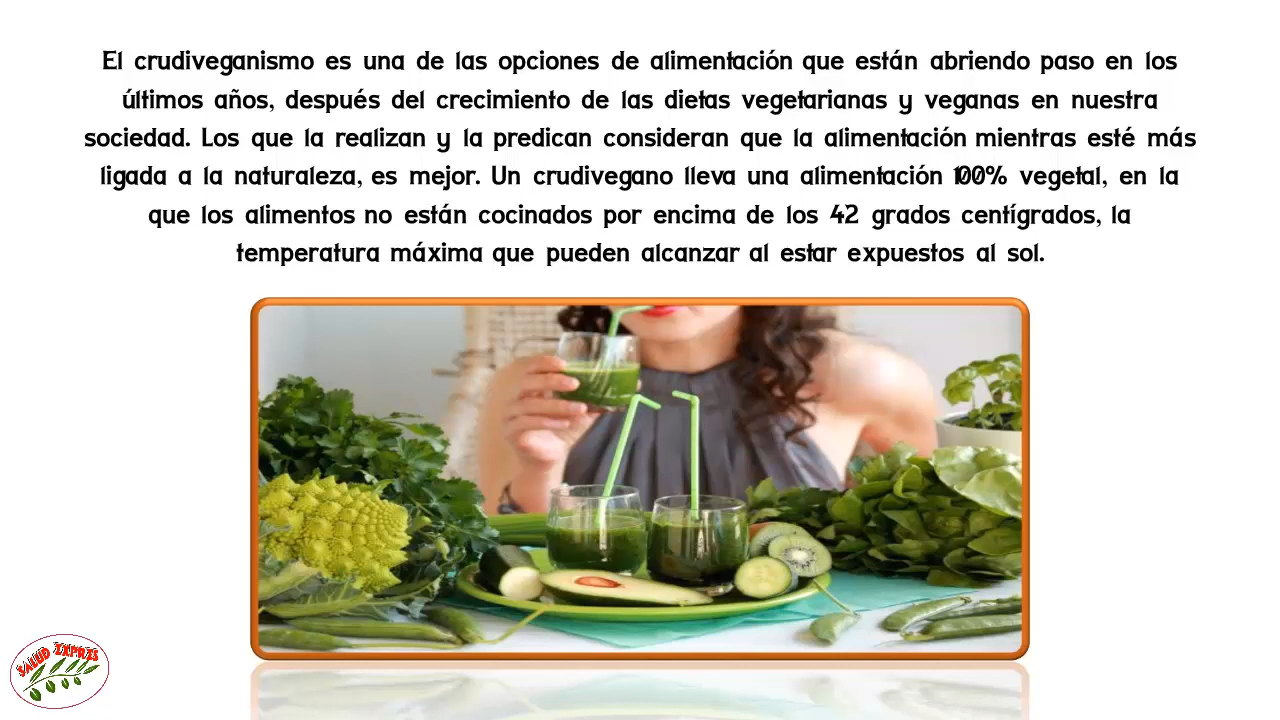 El crudiveganismo es una de las opciones de alimentación que están abriendo paso en los
últimos años, después del crecimiento de las dietas vegetarianas y veganas en nuestra
sociedad. Los que la realizan y la predican consideran que la alimentación mientras esté más
ligada a la naturaleza, es mejor. Un crudivegano lleva una alimentación 100% vegetal, en la
que los alimentos no están cocinados por encima de los 42 grados centígrados, la
temperatura máxima que pueden alcanzar al estar expuestos al sol.
SALUD EXPRES